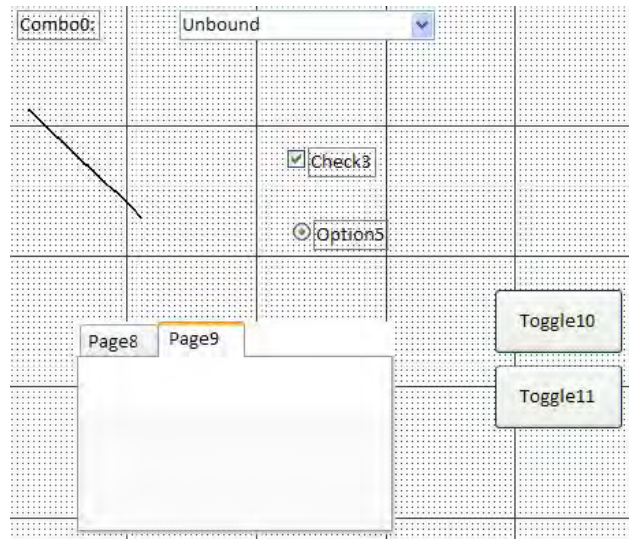 Combo0: Unbound
Check3
Option5
Toggle10
Page8 Page9
Toggle11